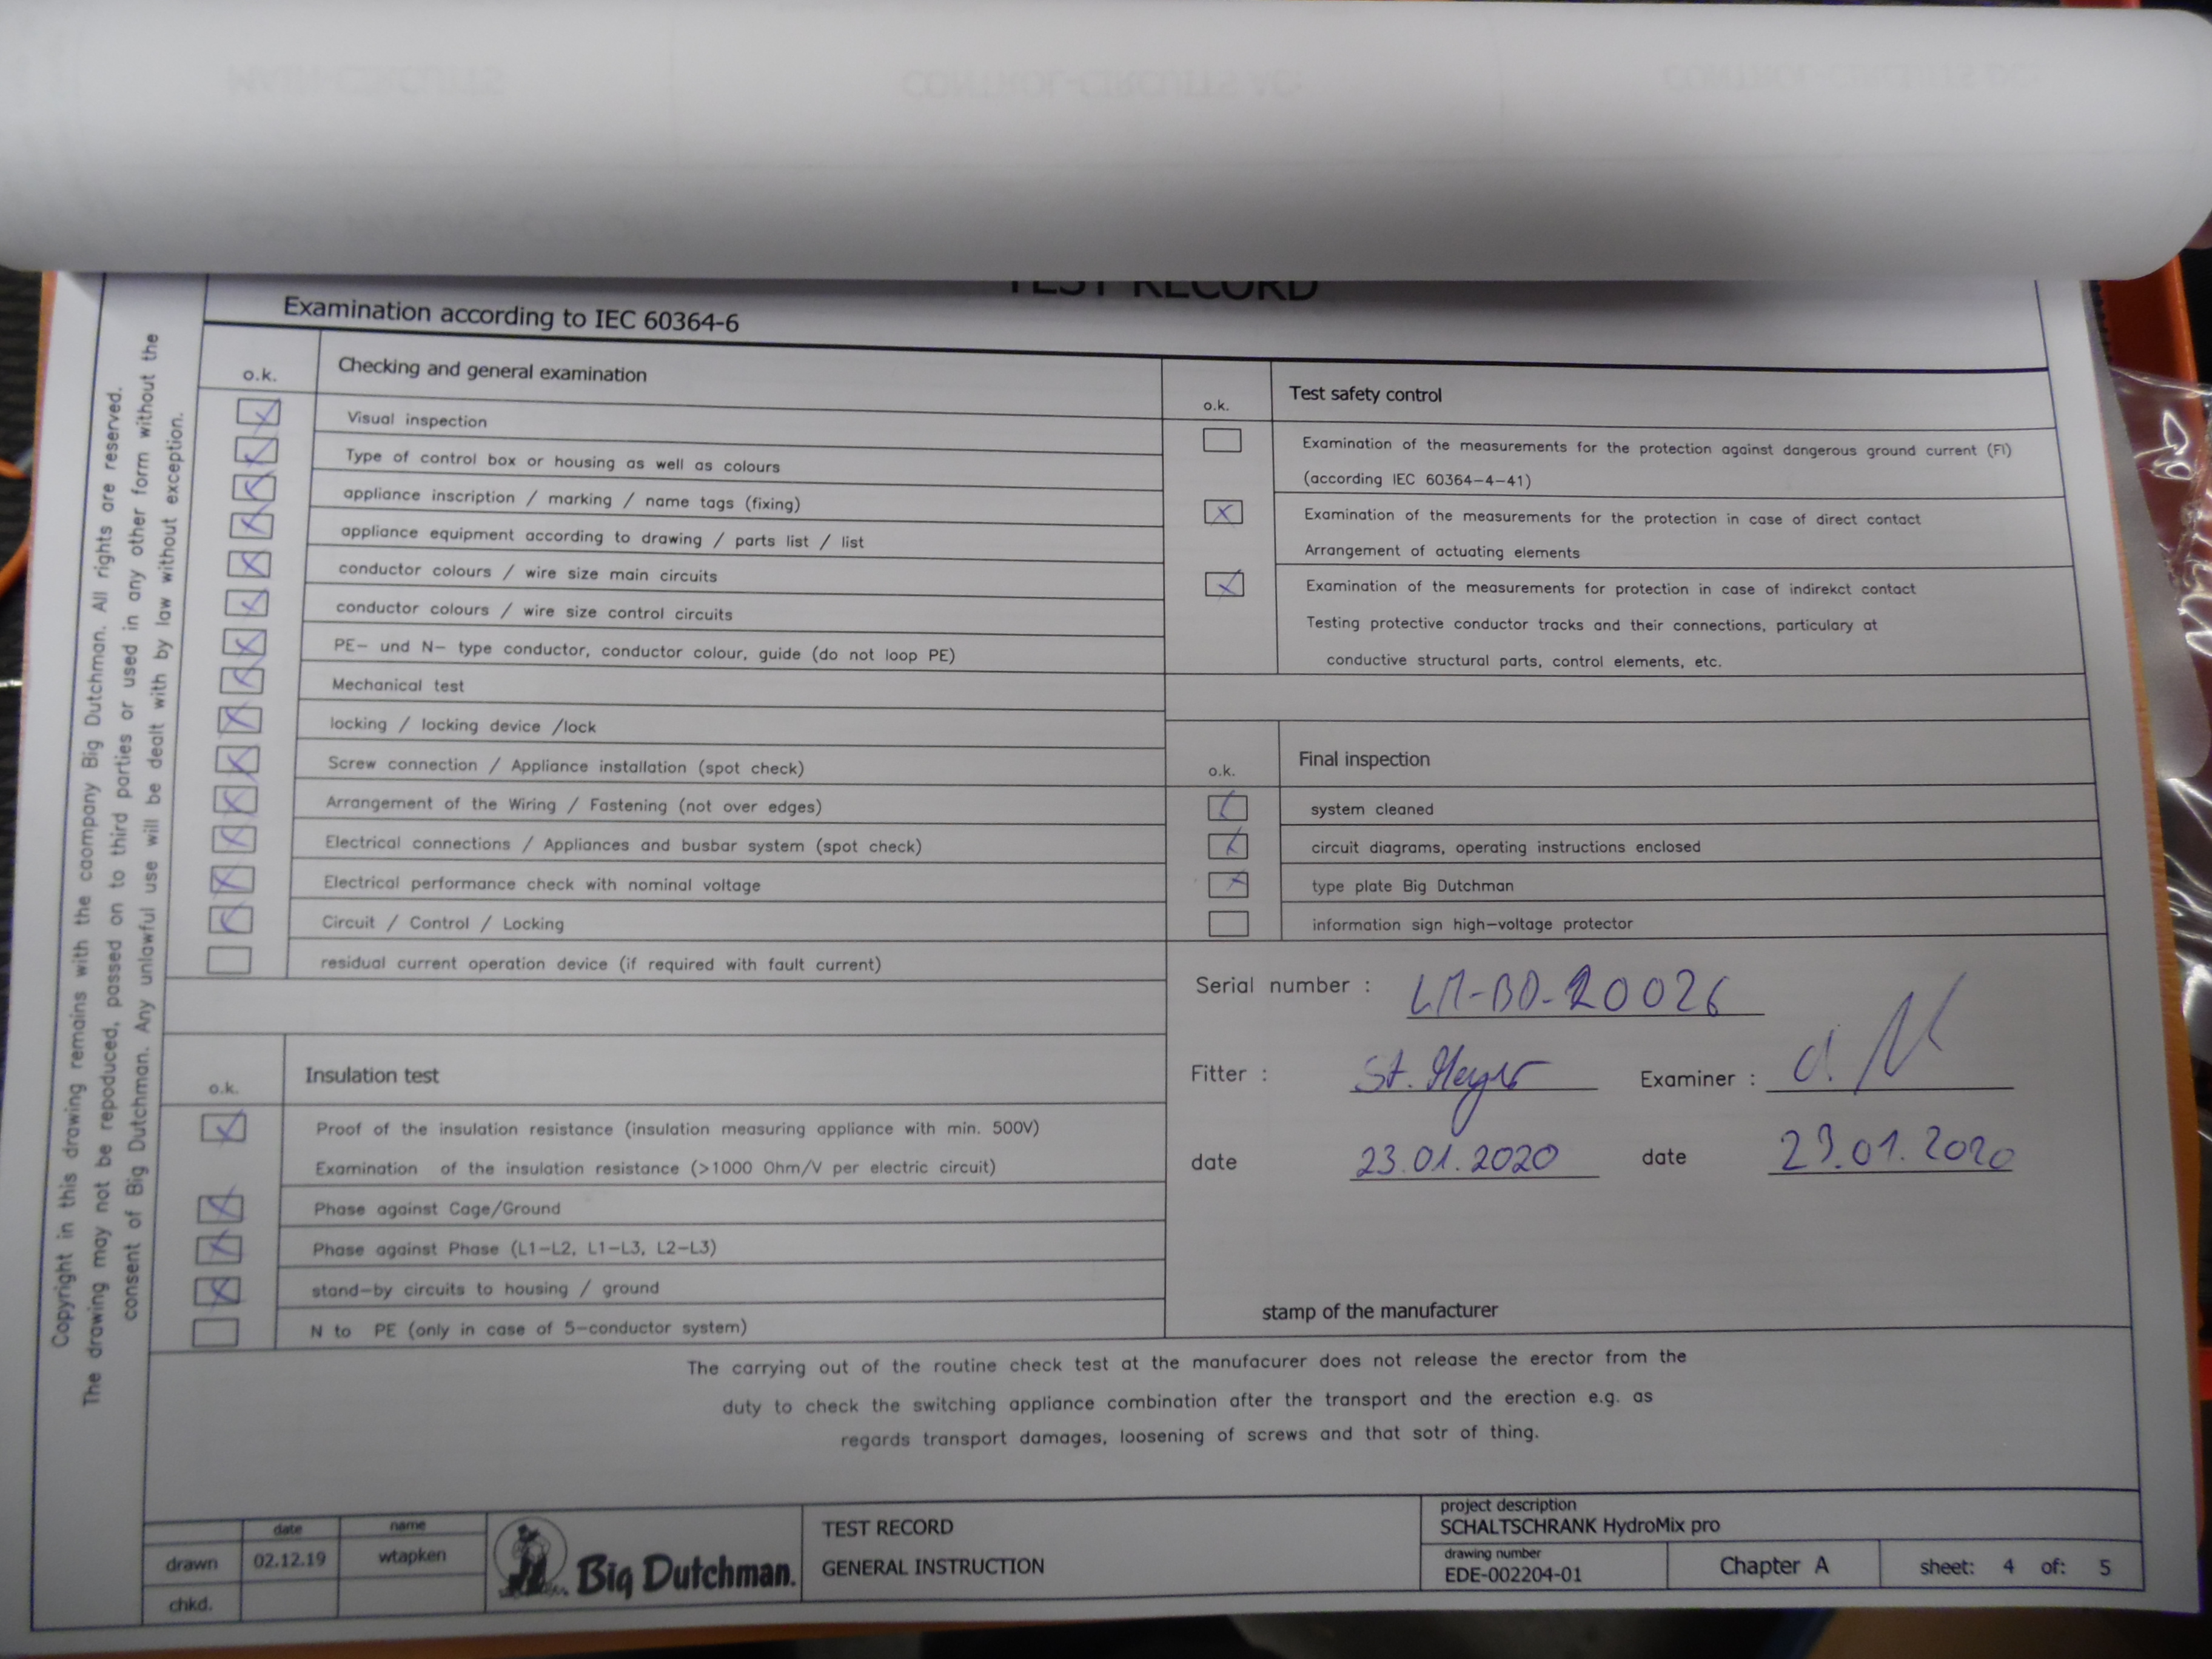 TEST RECORD
Examination according to IEC 60364-6
o.k.
Checking and general examination
Visual inspection
Type of control box or housing as well as colours
appliance inscription / marking / name tags (fixing)
appliance equipment according to drawing / parts list / list
conductor colours / wire size main circuits
conductor colours / wire size control circuits
PE- und N- type conductor, conductor colour, guide (do not loop PE)
Mechanical test
locking / locking device /lock
Screw connection / Appliance installation (spot check)
Arrangement of the Wiring / Fastening (not over edges)
Electrical connections / Appliances and busbar system (spot check)
Electrical performance check with nominal voltage
Circuit / Control / Locking
residual current operation device (if required with fault current)
o.k.
Insulation test
Proof of the insulation resistance (insulation measuring appliance with min. 500V)
Examination of the insulation resistance (>1000 Ohm/V per electric circuit)
Phase against Cage/Ground
Phase against Phase (L1-L2, L1-L3, L2-L3)
stand-by circuits to housing / ground
N to PE (only in case of 5-conductor system)
o.k.
Test safety control
Examination of the measurements for the protection against dangerous ground current (FI)
(according IEC 60364-4-41)
Examination of the measurements for the protection in case of direct contact
Arrangement of actuating elements
Examination of the measurements for protection in case of indirekct contact
Testing protective conductor tracks and their connections, particulary at
conductive structural parts, control elements, etc.
o.k.
Final inspection
system cleaned
circuit diagrams, operating instructions enclosed
type plate Big Dutchman
information sign high-voltage protector
Serial number : LM-BD-20026
Fitter : St. Meyer Examiner :
date 23.01.2020 date 23.01.2020
stamp of the manufacturer
The carrying out of the routine check test at the manufacurer does not release the erector from the
duty to check the switching appliance combination after the transport and the erection e.g. as
regards transport damages, loosening of screws and that sotr of thing.
date name
drawn 02.12.19 wtapken
chkd.
Big Dutchman.
TEST RECORD
GENERAL INSTRUCTION
project description
SCHALTSCHRANK HydroMix pro
drawing number
EDE-002204-01
Chapter A
sheet: 4 of: 5
Copyright in this drawing remains with the caompany Big Dutchman. All rights are reserved.
The drawing may not be repoduced, passed on to third parties or used in any other form without the
consent of Big Dutchman. Any unlawful use will be dealt with by law without exception.